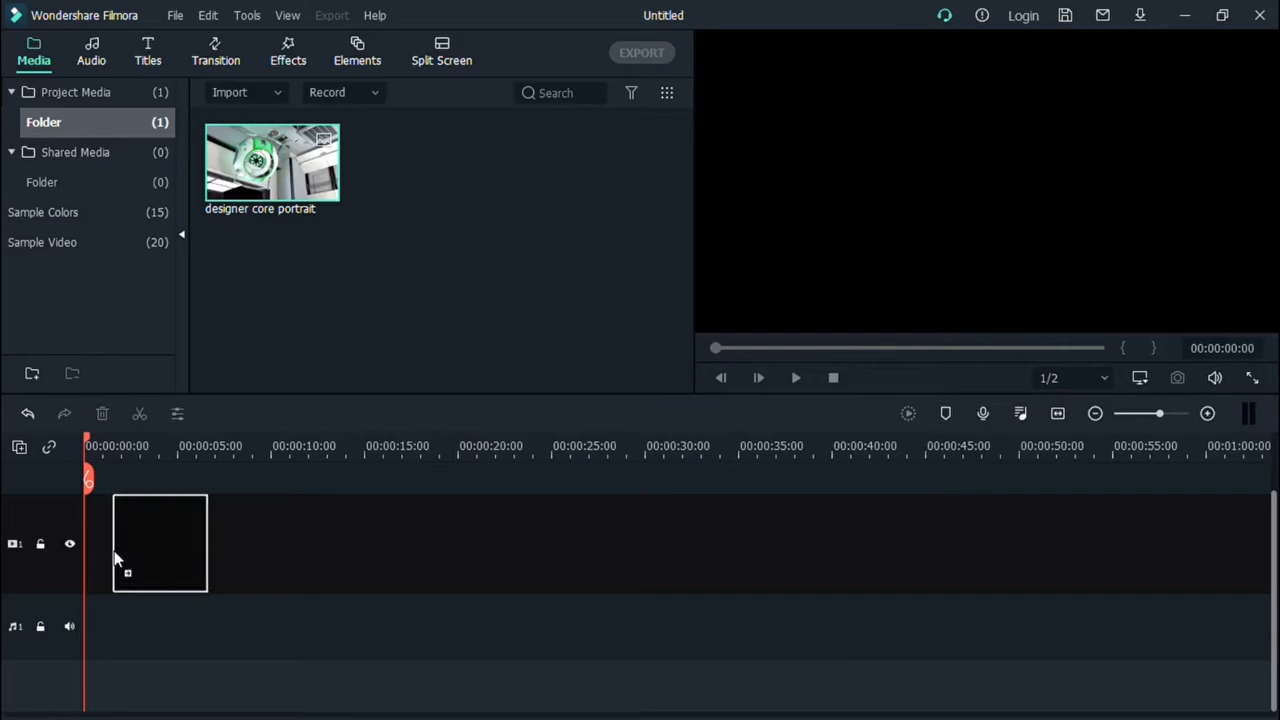 Wondershare Filmora File Edit Tools View Export Help Untitled Login
Media Audio Titles Transition Effects Elements Split Screen EXPORT
Project Media (1)
Import Record Search
Folder (1)
Shared Media (0)
Folder (0)
designer core portrait
Sample Colors (15)
Sample Video (20)
{ } 00:00:00:00
1/2
00:00:00:00 00:00:05:00 00:00:10:00 00:00:15:00 00:00:20:00 00:00:25:00 00:00:30:00 00:00:35:00 00:00:40:00 00:00:45:00 00:00:50:00 00:00:55:00 00:01:00:00
1
1